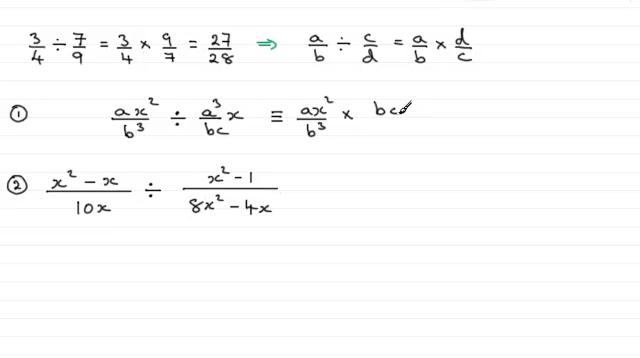 3/4 ÷ 7/9 = 3/4 × 9/7 = 27/28 ⇒ a/b ÷ c/d = a/b × d/c
① ax²/b³ ÷ a³/bc x ≡ ax²/b³ × bc
② x² − x/10x ÷ x² − 1/8x² − 4x